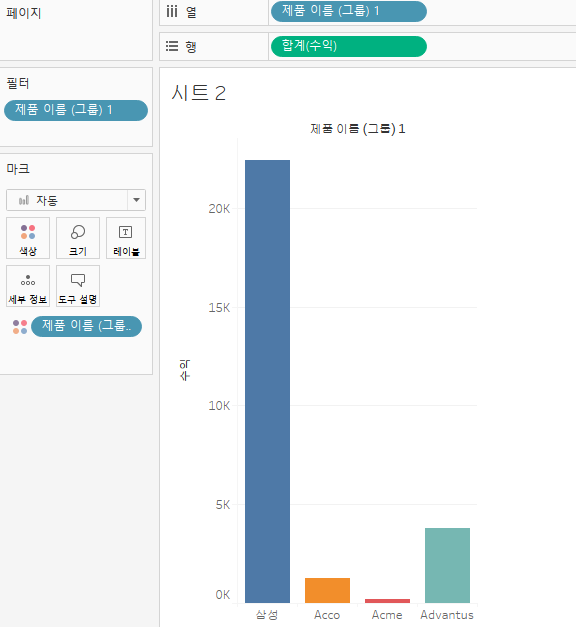 페이지
열
제품 이름 (그룹) 1
행
합계(수익)
필터
제품 이름 (그룹) 1
마크
자동
색상
크기
레이블
세부 정보
도구 설명
제품 이름 (그룹..
시트 2
제품 이름 (그룹) 1
20K
15K
10K
5K
0K
수익
삼성
Acco
Acme
Advantus